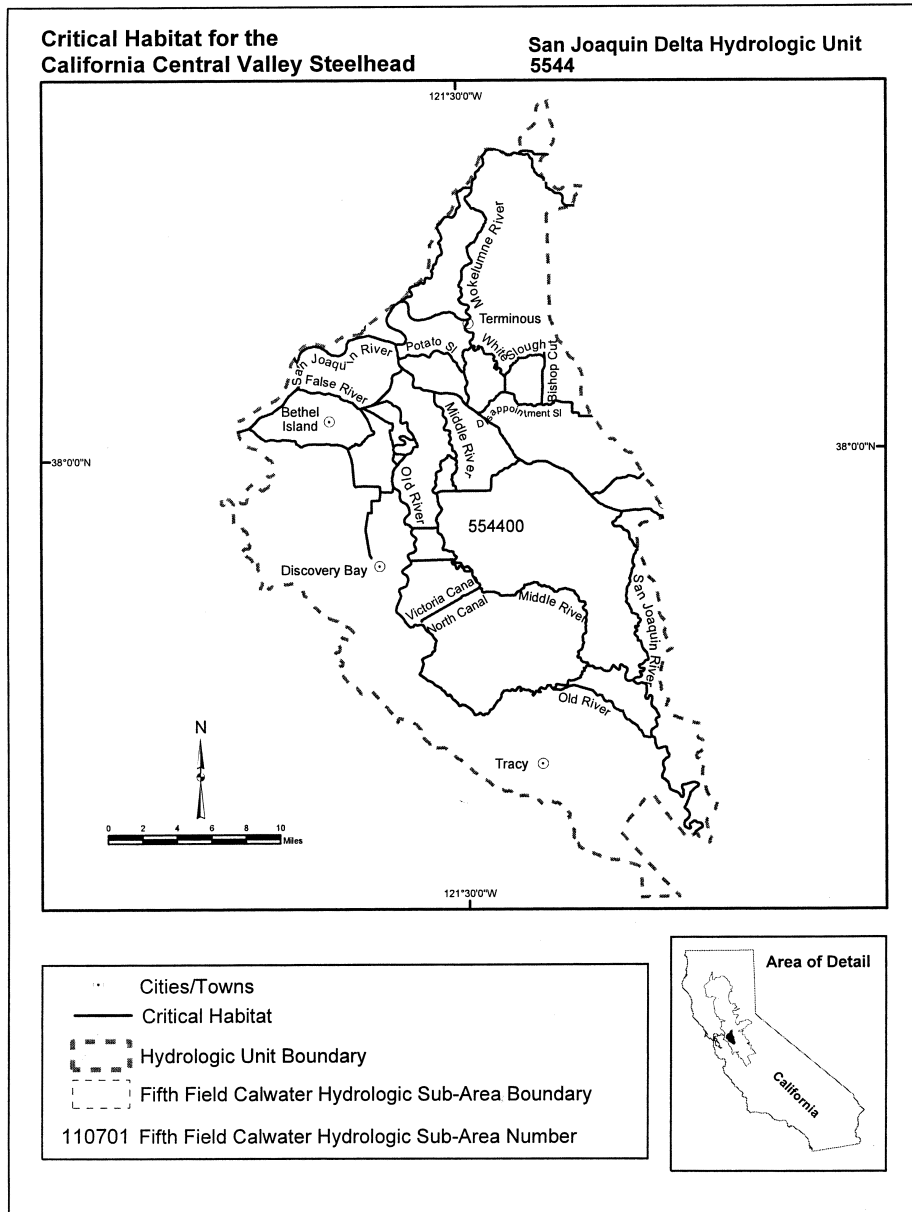 Critical Habitat for the
California Central Valley Steelhead
San Joaquin Delta Hydrologic Unit
5544
121°30'0"W
Mokelumne River
Terminous
White Slough
Bishop Cut
Potato Sl
San Joaquin River
False River
Bethel
Island
Disappointment Sl
Middle River
38°0'0"N
38°0'0"N
Old River
554400
Discovery Bay
Victoria Canal
North Canal
Middle River
San Joaquin River
Old River
Tracy
N
0 2 4 6 8 10
Miles
121°30'0"W
Cities/Towns
Critical Habitat
Hydrologic Unit Boundary
Fifth Field Calwater Hydrologic Sub-Area Boundary
110701 Fifth Field Calwater Hydrologic Sub-Area Number
Area of Detail
California